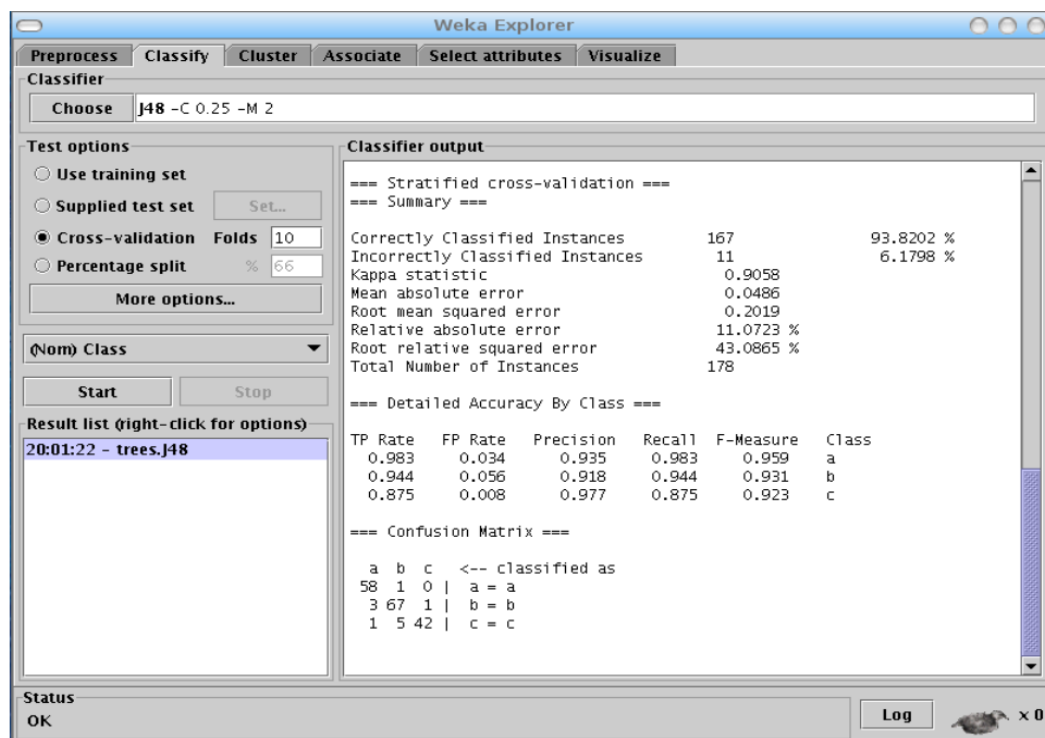 Weka Explorer
Preprocess Classify Cluster Associate Select attributes Visualize
Classifier
Choose J48 -C 0.25 -M 2
Test options
Use training set
Supplied test set Set...
Cross-validation Folds 10
Percentage split % 66
More options...
(Nom) Class
Start Stop
Result list (right-click for options)
20:01:22 - trees.J48
Classifier output
=== Stratified cross-validation ===
=== Summary ===
Correctly Classified Instances 167 93.8202 %
Incorrectly Classified Instances 11 6.1798 %
Kappa statistic 0.9058
Mean absolute error 0.0486
Root mean squared error 0.2019
Relative absolute error 11.0723 %
Root relative squared error 43.0865 %
Total Number of Instances 178
=== Detailed Accuracy By Class ===
TP Rate FP Rate Precision Recall F-Measure Class
0.983 0.034 0.935 0.983 0.959 a
0.944 0.056 0.918 0.944 0.931 b
0.875 0.008 0.977 0.875 0.923 c
=== Confusion Matrix ===
a b c <-- classified as
58 1 0 | a = a
3 67 1 | b = b
1 5 42 | c = c
Status
OK
Log x 0